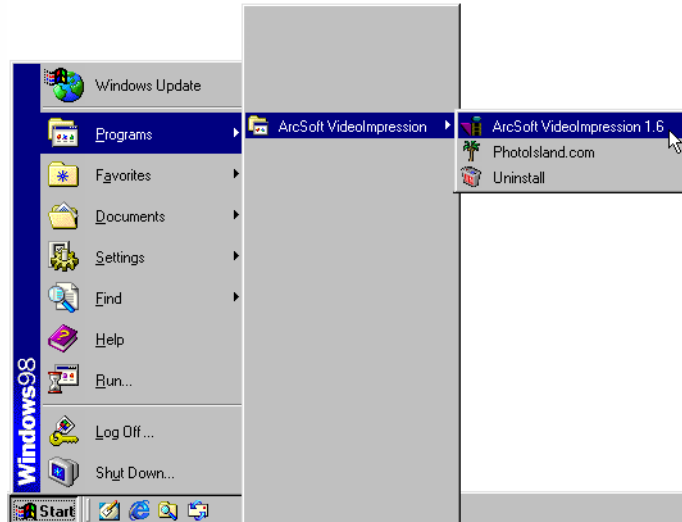 Windows Update
Programs
Favorites
Documents
Settings
Find
Help
Run...
Log Off...
Shut Down...
Windows98
Start
ArcSoft VideoImpression
ArcSoft VideoImpression 1.6
PhotoIsland.com
Uninstall